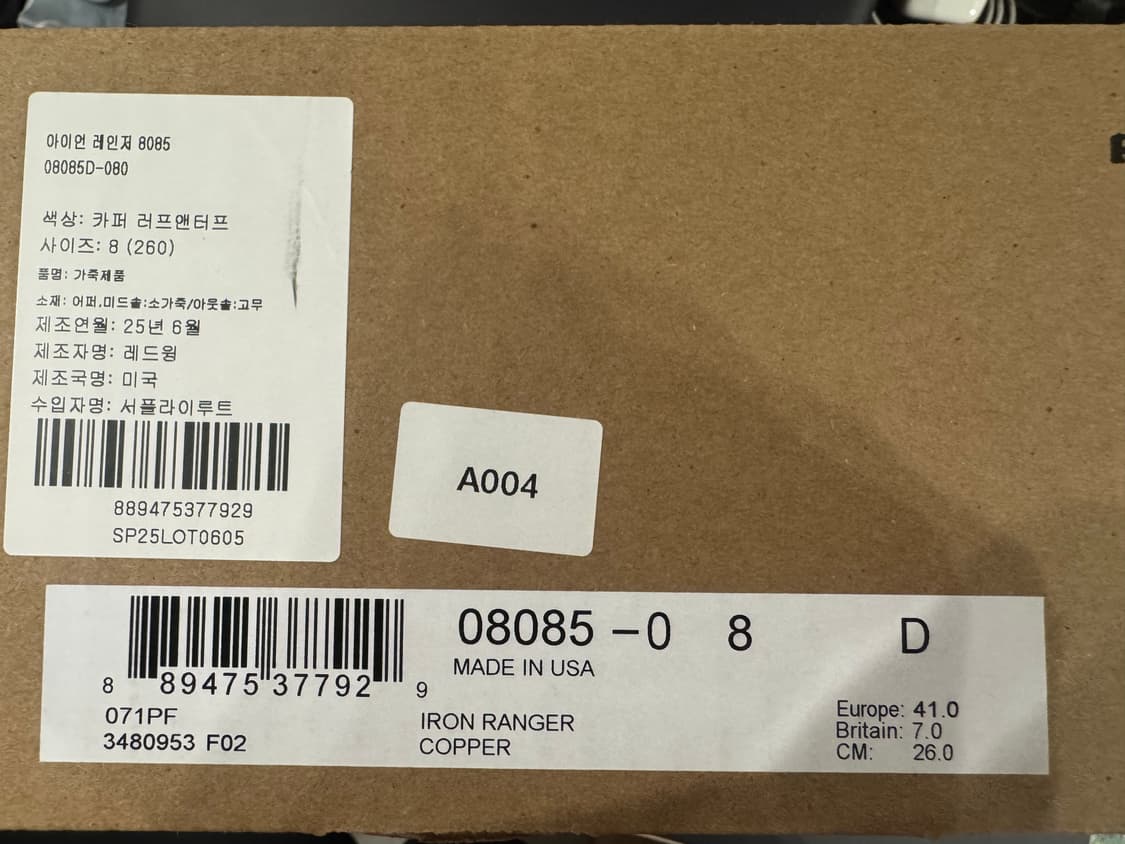 아이언 레인저 8085
08085D-080
색상: 카퍼 러프앤터프
사이즈: 8 (260)
품명: 가죽제품
소재: 어퍼,미드솔:소가죽/아웃솔:고무
제조연월: 25년 6월
제조자명: 레드윙
제조국명: 미국
수입자명: 서플라이루트
889475377929
SP25LOT0605
A004
8 89475 37792 9
071PF
3480953 F02
08085 -0 8 D
MADE IN USA
IRON RANGER
COPPER
Europe: 41.0
Britain: 7.0
CM: 26.0